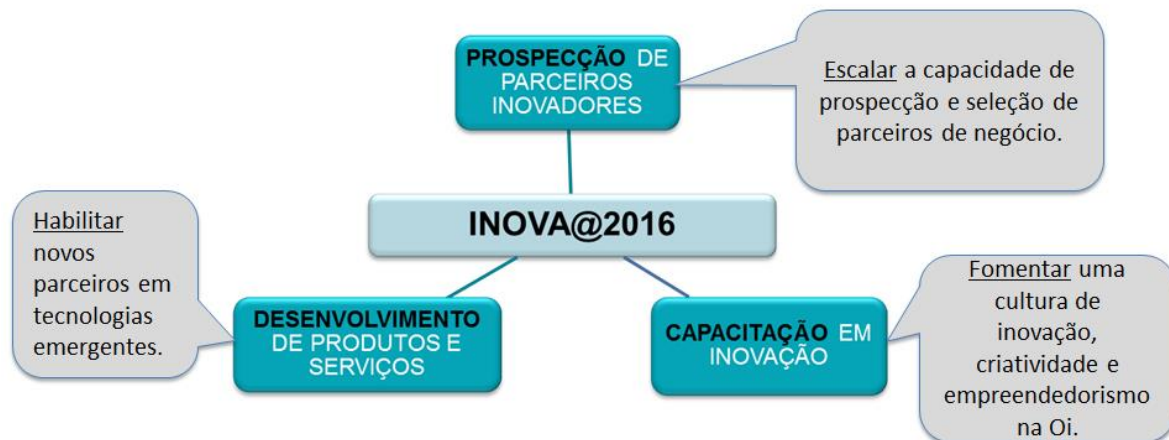 PROSPECÇÃO DE
PARCEIROS
INOVADORES
Escalar a capacidade de
prospecção e seleção de
parceiros de negócio.
INOVA@2016
Habilitar
novos
parceiros em
tecnologias
emergentes.
DESENVOLVIMENTO
DE PRODUTOS E
SERVIÇOS
CAPACITAÇÃO EM
INOVAÇÃO
Fomentar uma
cultura de
inovação,
criatividade e
empreendedorismo
na Oi.